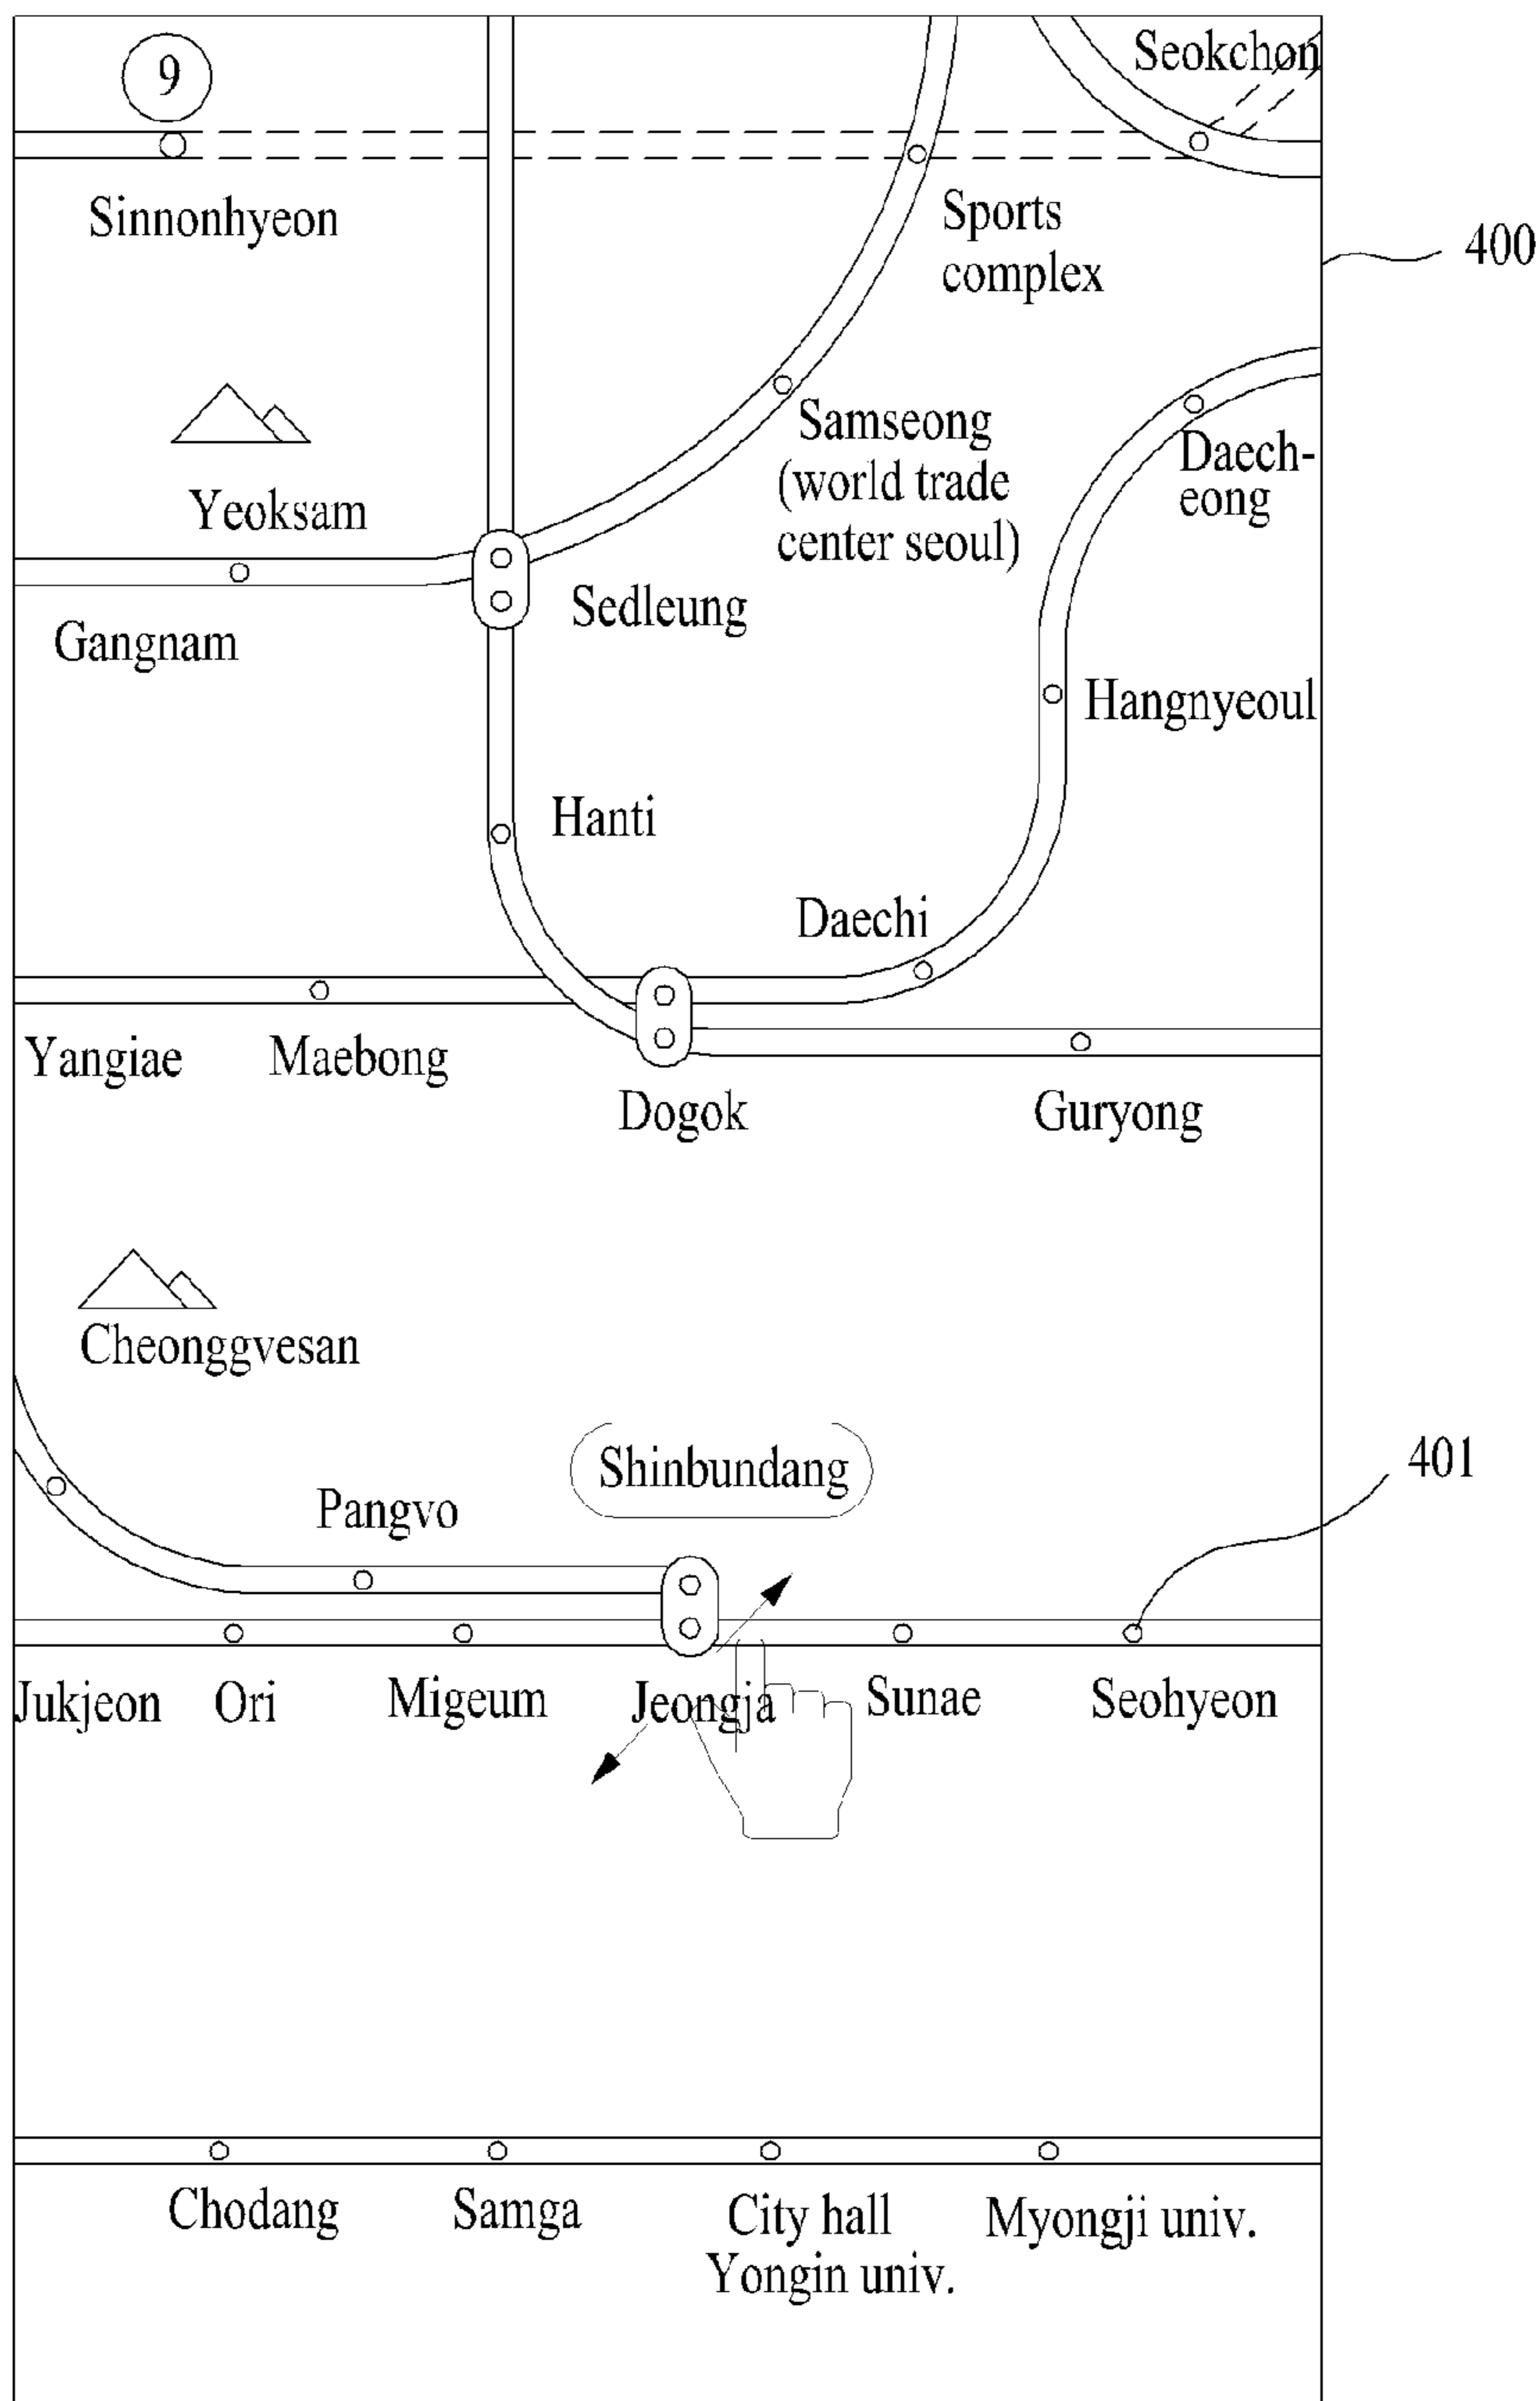 9
Seokchon
Sinnonhyeon
Sports
complex
400
Samseong
(world trade
center seoul)
Daech-
eong
Yeoksam
Sedleung
Gangnam
Hangnyeoul
Hanti
Daechi
Yangiae
Maebong
Dogok
Guryong
Cheonggvesan
Shinbundang
401
Pangvo
Jukjeon
Ori
Migeum
Jeongja
Sunae
Seohyeon
Chodang
Samga
City hall
Yongin univ.
Myongji univ.